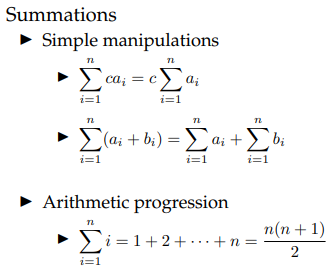 Summations
▶ Simple manipulations
▶ $\sum_{i=1}^{n} ca_i = c \sum_{i=1}^{n} a_i$
▶ $\sum_{i=1}^{n} (a_i + b_i) = \sum_{i=1}^{n} a_i + \sum_{i=1}^{n} b_i$
▶ Arithmetic progression
▶ $\sum_{i=1}^{n} i = 1 + 2 + \cdots + n = \frac{n(n+1)}{2}$